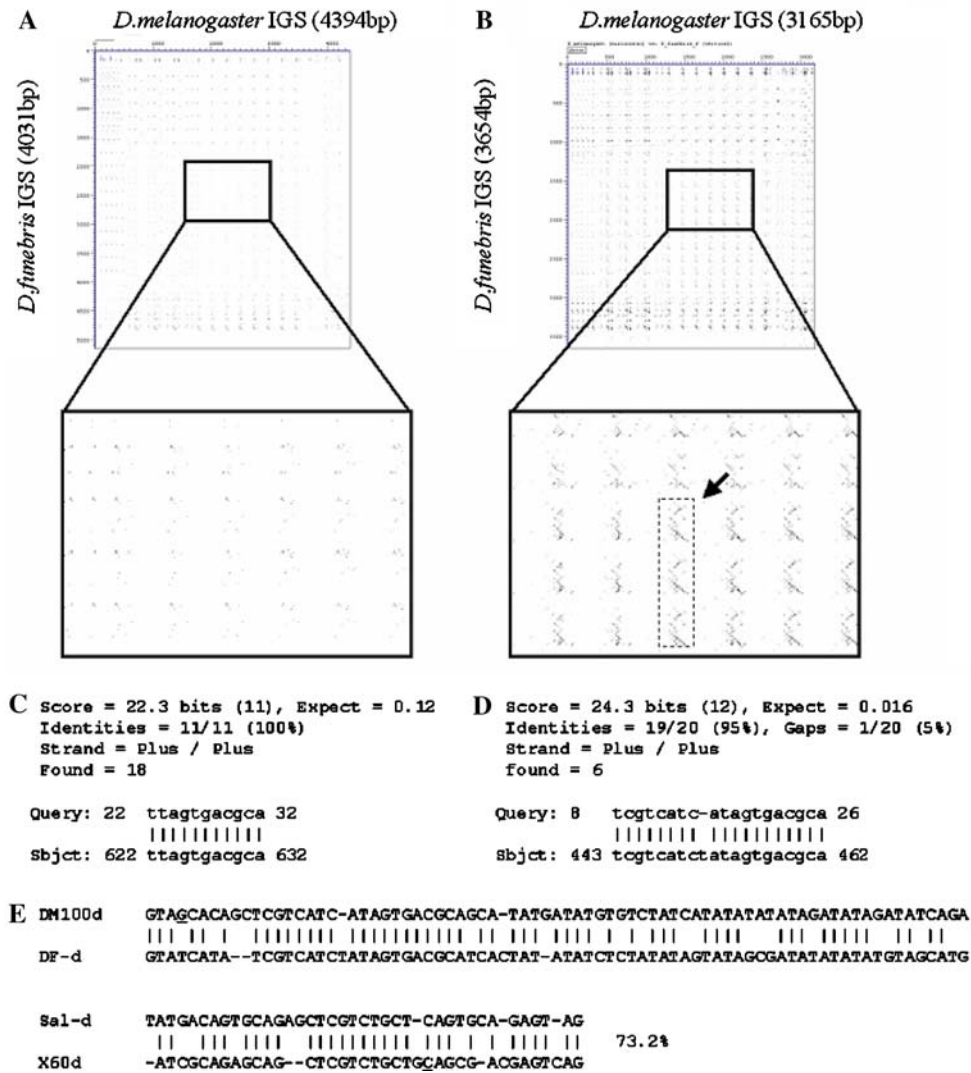 A
D.melanogaster IGS (4394bp)
B
D.melanogaster IGS (3165bp)
D.funebris IGS (4031bp)
D.funebris IGS (3654bp)
C Score = 22.3 bits (11), Expect = 0.12
Identities = 11/11 (100%)
Strand = Plus / Plus
Found = 18
Query: 22 ttagtgacgca 32
Sbjct: 622 ttagtgacgca 632
D Score = 24.3 bits (12), Expect = 0.016
Identities = 19/20 (95%), Gaps = 1/20 (5%)
Strand = Plus / Plus
found = 6
Query: 8 tcgtcatc-atagtgacgca 26
Sbjct: 443 tcgtcatctatagtgacgca 462
E DM100d GTAGCACAGCTCGTCATC-ATAGTGACGCAGCA-TATGATATGTGTCTATCATATATATATAGATATAGATATCAGA
DF-d GTATCATA--TCGTCATCTATAGTGACGCATCACTAT-ATATCTCTATATAGTATAGCGATATATATATGTAGCATG
Sal-d TATGACAGTGCAGAGCTCGTCTGCT-CAGTGCA-GAGT-AG
73.2%
X60d -ATCGCAGAGCAG--CTCGTCTGCTGCAGCG-ACGAGTCAG